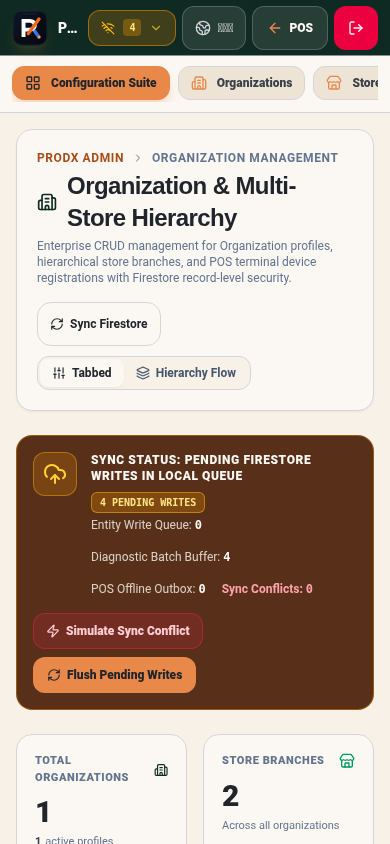 P...
4
POS
Configuration Suite
Organizations
Store
PRODX ADMIN > ORGANIZATION MANAGEMENT
Organization & Multi-
Store Hierarchy
Enterprise CRUD management for Organization profiles,
hierarchical store branches, and POS terminal device
registrations with Firestore record-level security.
Sync Firestore
Tabbed
Hierarchy Flow
SYNC STATUS: PENDING FIRESTORE
WRITES IN LOCAL QUEUE
4 PENDING WRITES
Entity Write Queue: 0
Diagnostic Batch Buffer: 4
POS Offline Outbox: 0 Sync Conflicts: 0
Simulate Sync Conflict
Flush Pending Writes
TOTAL
ORGANIZATIONS
1
1 active profiles
STORE BRANCHES
2
Across all organizations